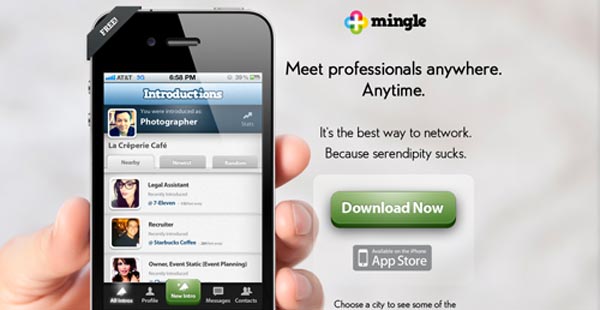 FREE!
AT&T 3G 6:58 PM 39%
Introductions
You were introduced as:
Photographer
Stats
La Crêperie Café
Nearby Newest Random
Legal Assistant
Recently Introduced
@ 7-Eleven
Recruiter
Recently Introduced
@ Starbucks Coffee
Owner, Event Static (Event Planning)
Recently Introduced
All Intros Profile New Intro Messages Contacts
mingle
Meet professionals anywhere.
Anytime.
It's the best way to network.
Because serendipity sucks.
Download Now
Available on the iPhone
App Store
Choose a city to see some of the